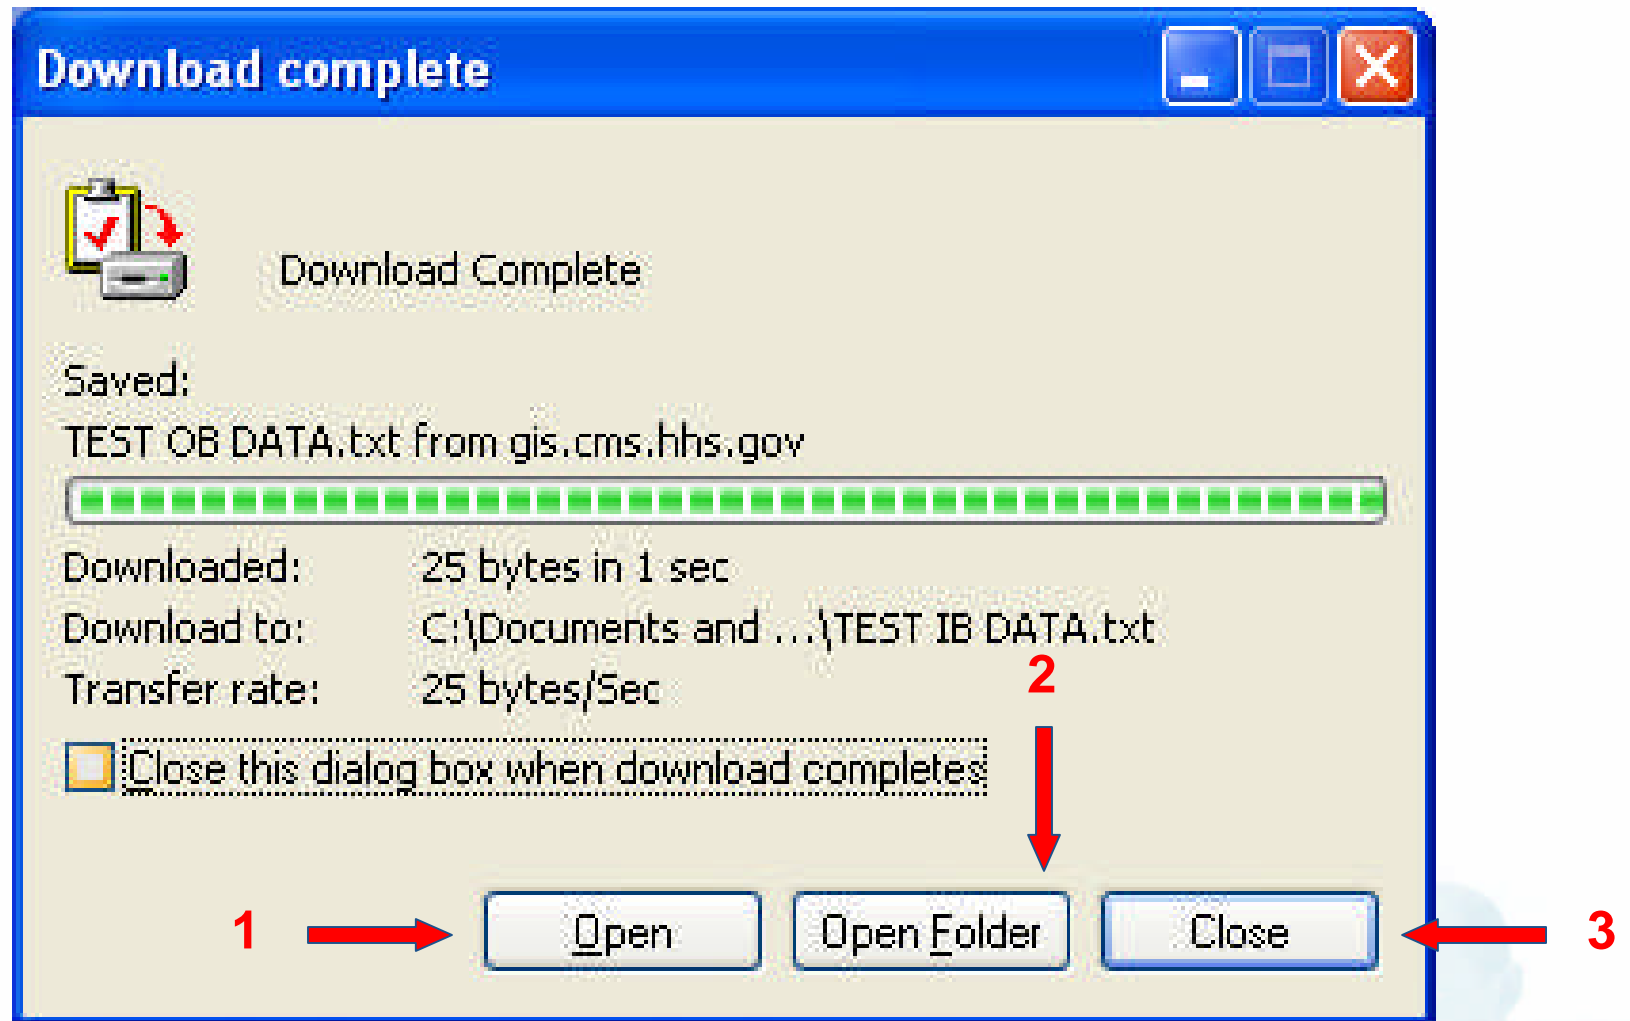 Download complete
Download Complete
Saved:
TEST OB DATA.txt from gis.cms.hhs.gov
Downloaded: 25 bytes in 1 sec
Download to: C:\Documents and ...\TEST IB DATA.txt
Transfer rate: 25 bytes/Sec
2
Close this dialog box when download completes
1 Open Open Folder Close 3